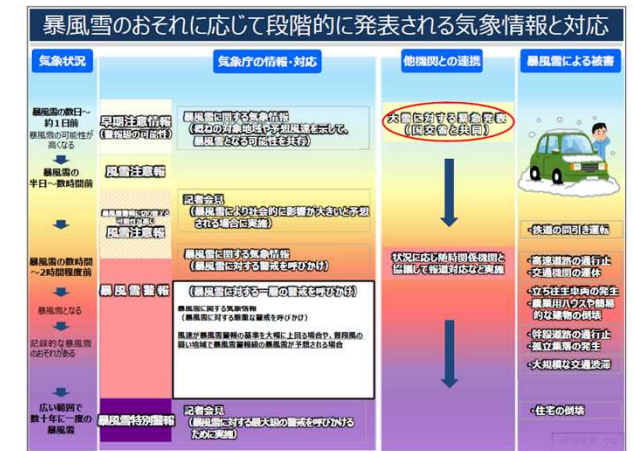 暴風雪のおそれに応じて段階的に発表される気象情報と対応
気象状況
気象庁の情報・対応
他機関との連携
暴風雪による被害
暴風雪の数日～
約1日前
暴風雪の可能性が
高くなる
早期注意情報
(警報級の可能性)
暴風雪に関する気象情報
(概ねの対象地域や予想風速を示して、
暴風雪となる可能性を共有)
大雪に対する緊急発表
(国交省と共同)
暴風雪の
半日～数時間前
風雪注意報
暴風雪警報に切り替える
可能性が高い
風雪注意報
記者会見
(暴風雪により社会的に影響が大きいと予想
される場合に実施)
・鉄道の間引き運転
暴風雪の数時間
～2時間程度前
暴風雪に関する気象情報
(暴風雪に対する警戒を呼びかけ)
状況に応じ随時関係機関と
協議して報道対応など実施
・高速道路の通行止
・交通機関の運休
暴風雪警報
(暴風雪に対する一層の警戒を呼びかけ)
・立ち往生車両の発生
・農業用ハウスや簡易
的な建物の倒壊
暴風雪となる
暴風雪に関する気象情報
(暴風雪に対する厳重な警戒を呼びかけ)
風速が暴風雪警報の基準を大幅に上回る場合や、普段風の
弱い地域で暴風雪警報級の暴風雪が予想される場合
記録的な暴風雪
のおそれがある
・幹線道路の通行止
・孤立集落の発生
・大規模な交通渋滞
広い範囲で
数十年に一度の
暴風雪
暴風雪特別警報
記者会見
(暴風雪に対する最大級の警戒を呼びかける
ために実施)
・住宅の倒壊